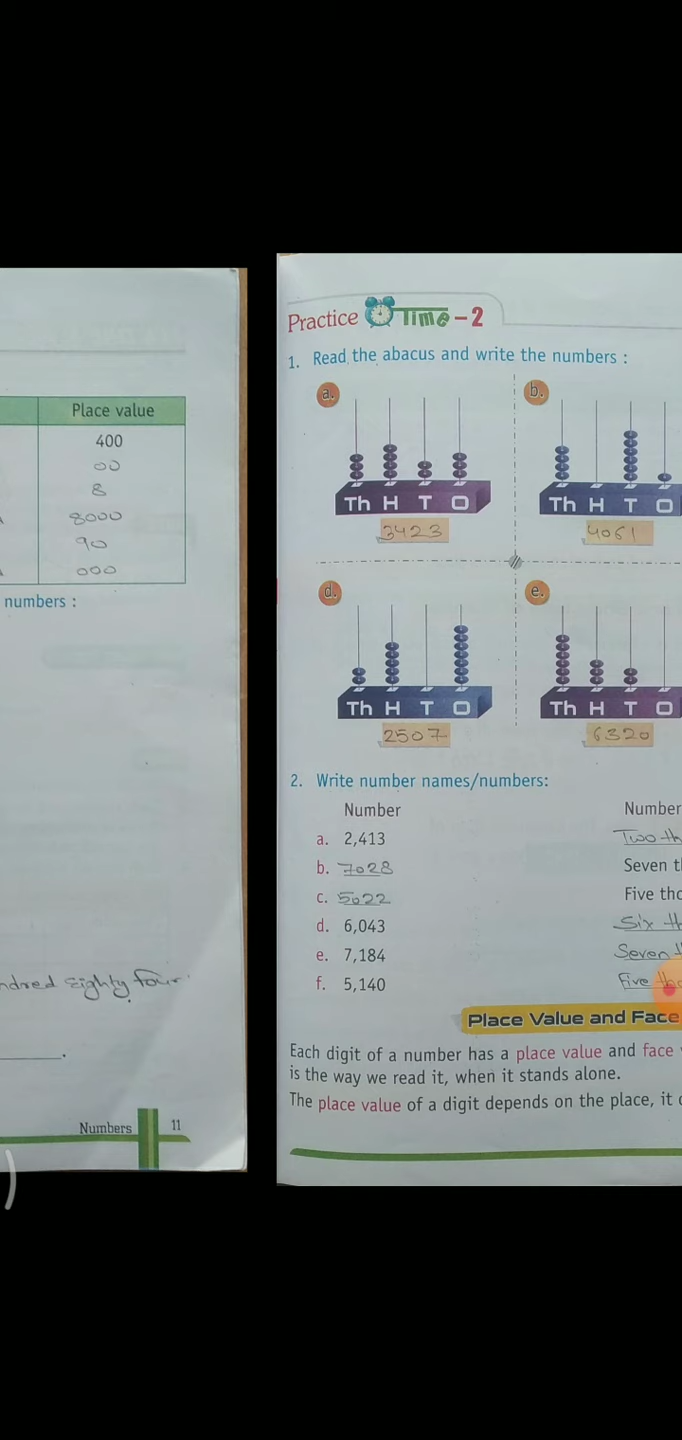 Place value
400
00
8
8000
90
000
numbers :
eighty four
Numbers 11
Practice Time - 2
1. Read the abacus and write the numbers :
a. b.
Th H T O Th H T O
3423 4061
d. e.
Th H T O Th H T O
2507 6320
2. Write number names/numbers:
Number Number
a. 2,413 Two th
b. 7028 Seven t
c. 5022 Five tho
d. 6,043 Six th
e. 7,184 Seven t
f. 5,140 Five tho
Place Value and Face
Each digit of a number has a place value and face
is the way we read it, when it stands alone.
The place value of a digit depends on the place, it